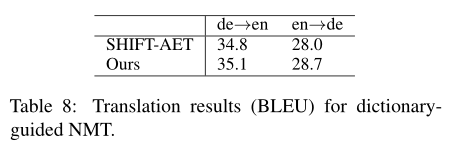 de→en en→de
SHIFT-AET 34.8 28.0
Ours 35.1 28.7
Table 8: Translation results (BLEU) for dictionary-
guided NMT.